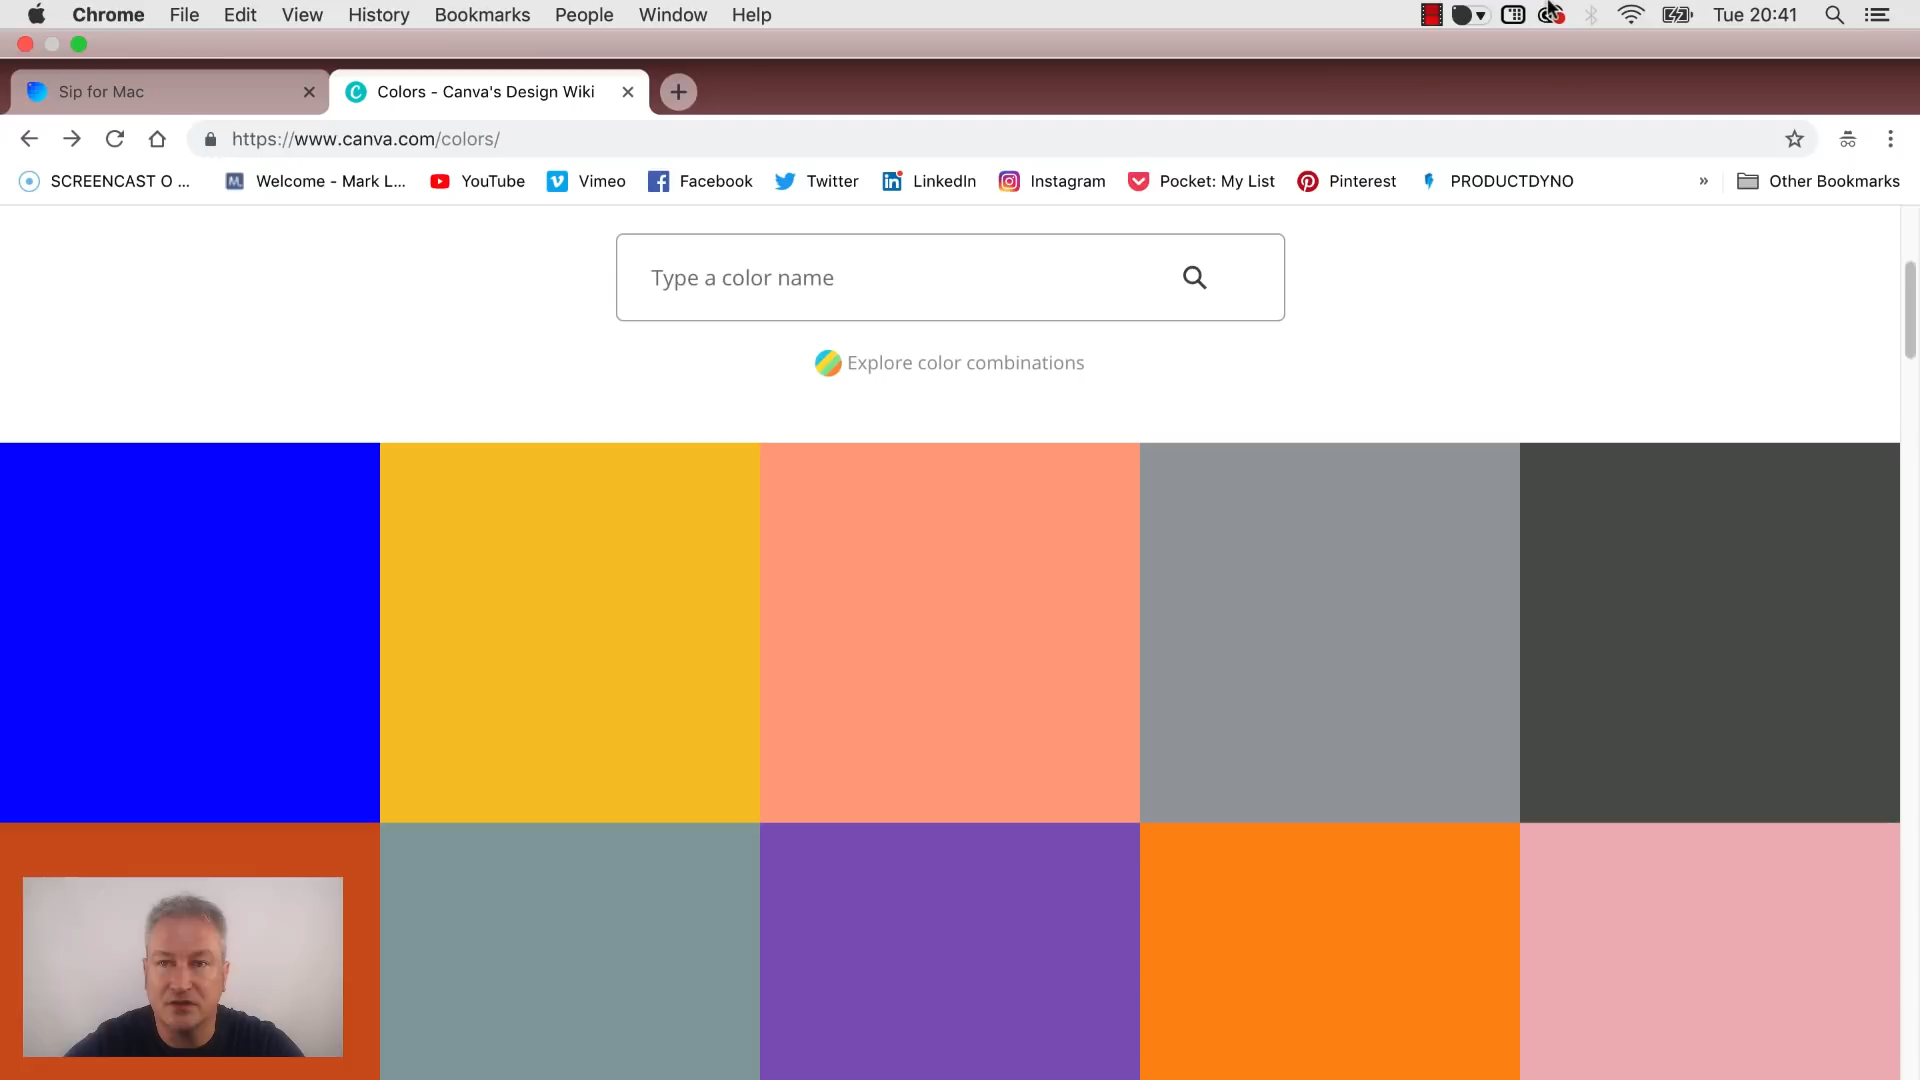 Chrome File Edit View History Bookmarks People Window Help Tue 20:41
Sip for Mac Colors - Canva's Design Wiki
https://www.canva.com/colors/
SCREENCAST O ... Welcome - Mark L... YouTube Vimeo Facebook Twitter LinkedIn Instagram Pocket: My List Pinterest PRODUCTDYNO » Other Bookmarks
Type a color name
Explore color combinations